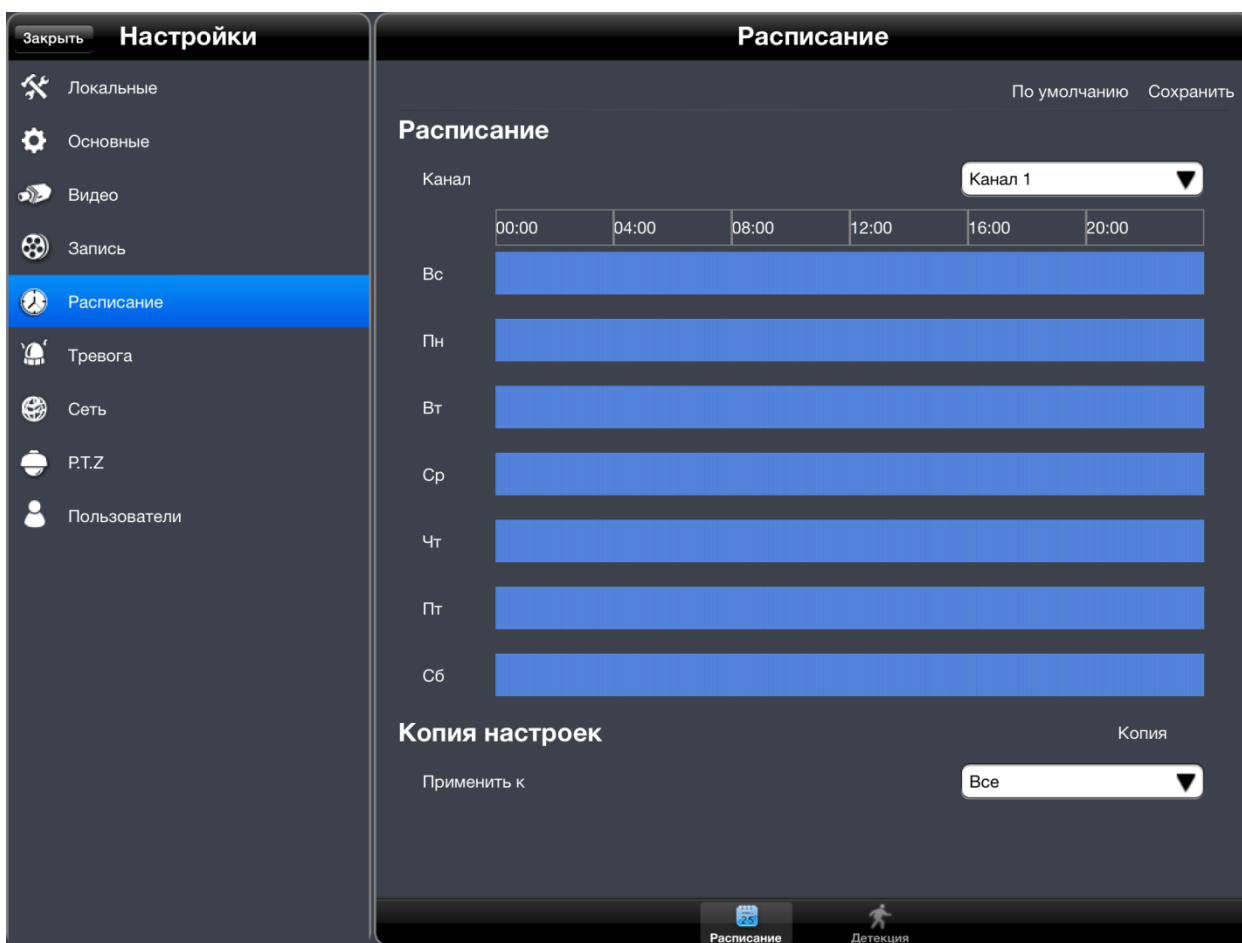 Закрыть Настройки
Расписание
Локальные
Основные
Видео
Запись
Расписание
Тревога
Сеть
P.T.Z
Пользователи
По умолчанию Сохранить
Расписание
Канал Канал 1
00:00 04:00 08:00 12:00 16:00 20:00
Вс
Пн
Вт
Ср
Чт
Пт
Сб
Копия настроек Копия
Применить к Все
25
Расписание Детекция